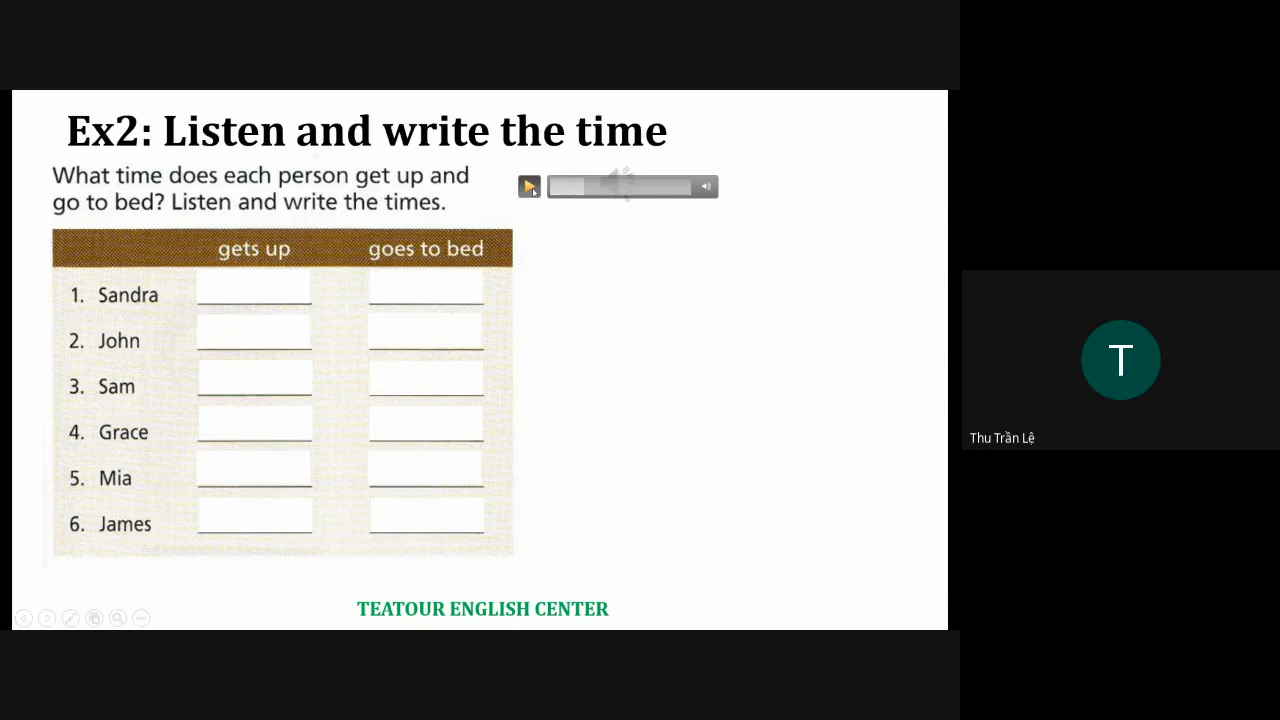 Ex2: Listen and write the time
What time does each person get up and
go to bed? Listen and write the times.
gets up goes to bed
1. Sandra
2. John
3. Sam
4. Grace
5. Mia
6. James
TEATOUR ENGLISH CENTER
T
Thu Trần Lệ